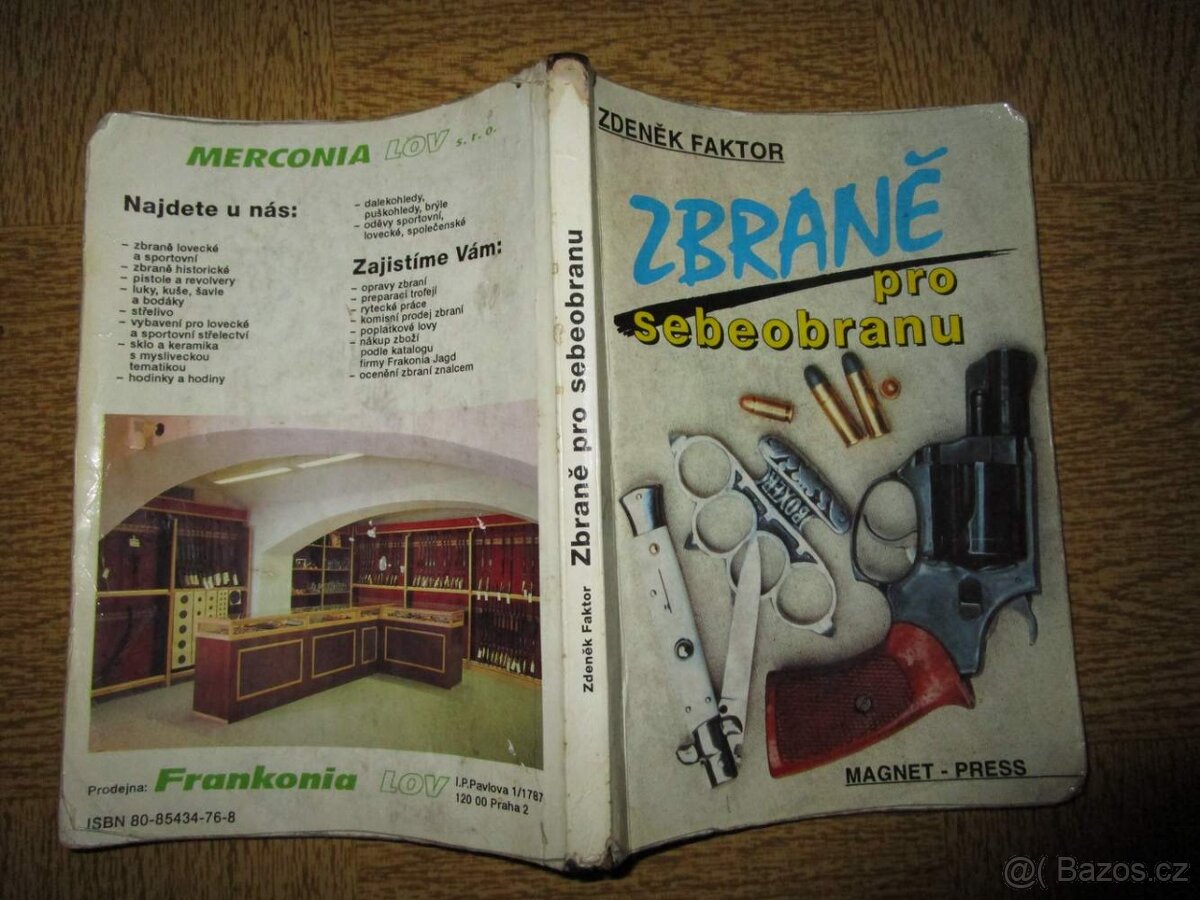 MERCONIA LOV s. r. o.
Najdete u nás:
– zbraně lovecké
a sportovní
– zbraně historické
– pistole a revolvery
– luky, kuše, šavle
a bodáky
– střelivo
– vybavení pro lovecké
a sportovní střelectví
– sklo a keramika
s mysliveckou
tematikou
– hodinky a hodiny
– dalekohledy,
puškohledy, brýle
– oděvy sportovní,
lovecké, společenské
Zajistíme Vám:
– opravy zbraní
– preparaci trofejí
– rytecké práce
– komisní prodej zbraní
– poplatkové lovy
– nákup zboží
podle katalogu
firmy Frakonia Jagd
– ocenění zbraní znalcem
Prodejna: Frankonia LOV I.P.Pavlova 1/1787
120 00 Praha 2
ISBN 80-85434-76-8
Zdeněk Faktor Zbraně pro sebeobranu
ZDENĚK FAKTOR
ZBRANĚ
pro
sebeobranu
BOXER
MAGNET - PRESS
@( Bazos.cz